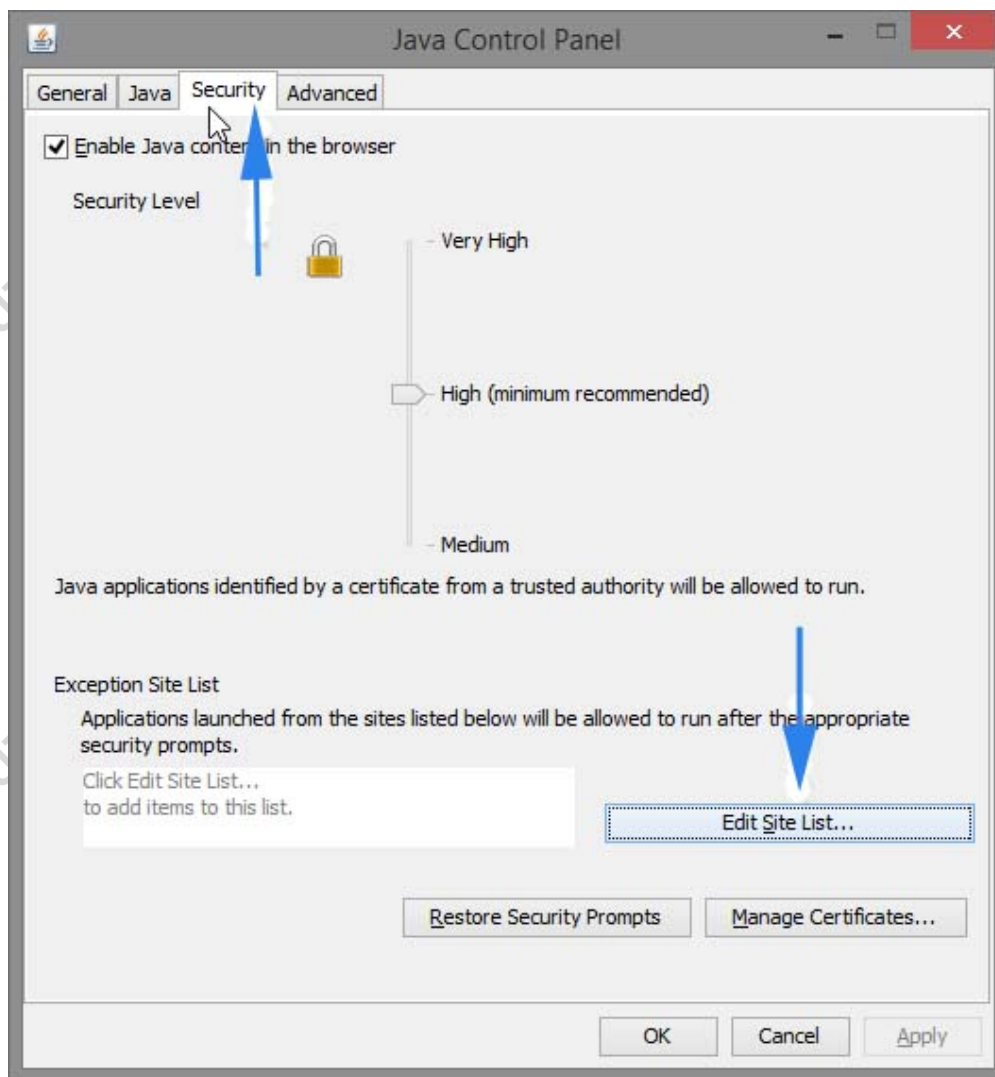 Java Control Panel
General Java Security Advanced
Enable Java content in the browser
Security Level
Very High
High (minimum recommended)
Medium
Java applications identified by a certificate from a trusted authority will be allowed to run.
Exception Site List
Applications launched from the sites listed below will be allowed to run after the appropriate
security prompts.
Click Edit Site List...
to add items to this list.
Edit Site List...
Restore Security Prompts Manage Certificates...
OK Cancel Apply